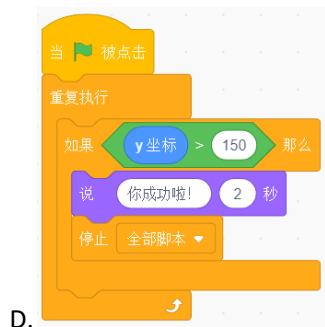 当 被点击
重复执行
如果 y 坐标 > 150 那么
说 你成功啦! 2 秒
停止 全部脚本
D.